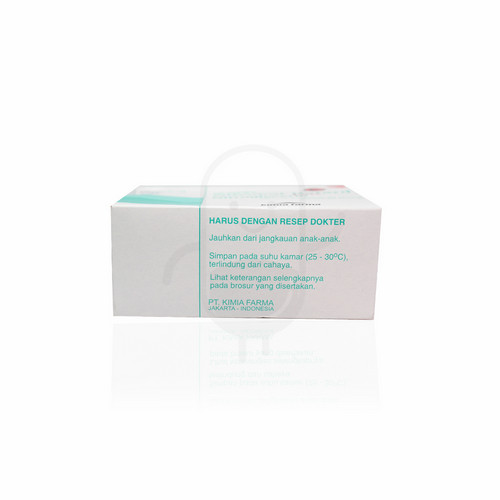 HARUS DENGAN RESEP DOKTER
Jauhkan dari jangkauan anak-anak.
Simpan pada suhu kamar (25 - 30⁰C),
terlindung dari cahaya.
Lihat keterangan selengkapnya
pada brosur yang disertakan.
PT. KIMIA FARMA
JAKARTA - INDONESIA